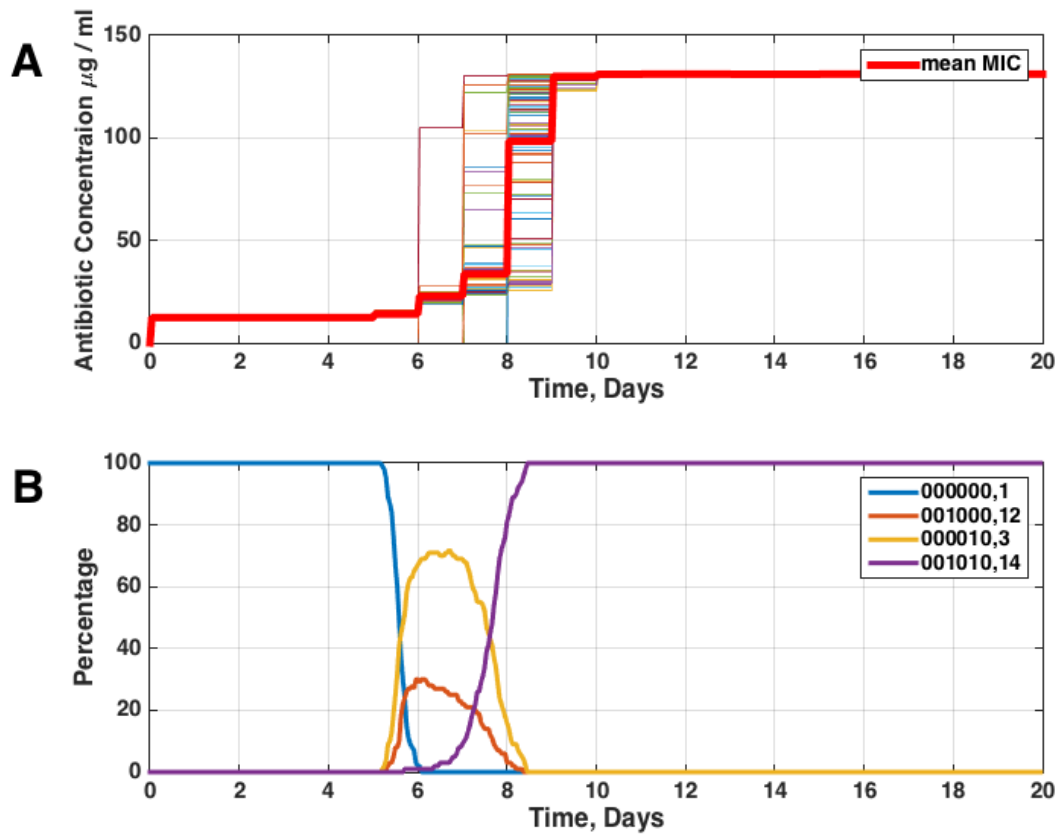 A
Antibiotic Concentraion μg / ml
150
100
50
0
mean MIC
0 2 4 6 8 10 12 14 16 18 20
Time, Days
B
Percentage
100
80
60
40
20
0
000000,1
001000,12
000010,3
001010,14
0 2 4 6 8 10 12 14 16 18 20
Time, Days